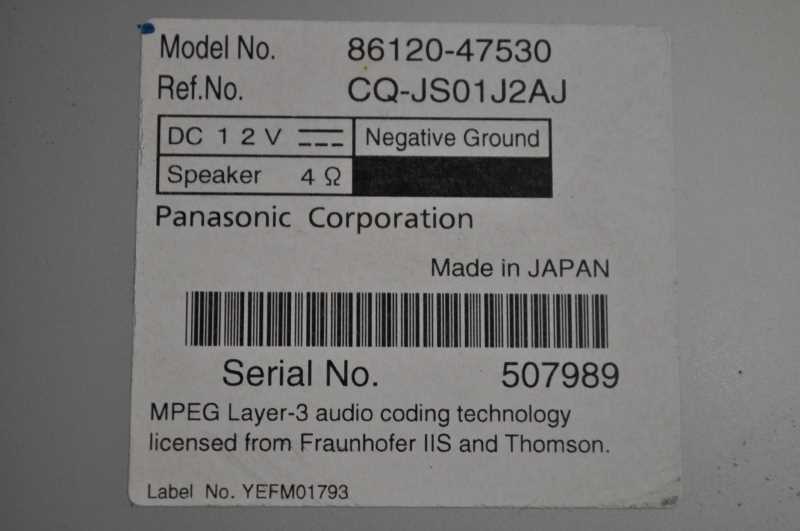 Model No. 86120-47530
Ref.No. CQ-JS01J2AJ
DC 12V Negative Ground
Speaker 4Ω
Panasonic Corporation
Made in JAPAN
Serial No. 507989
MPEG Layer-3 audio coding technology
licensed from Fraunhofer IIS and Thomson.
Label No. YEFM01793